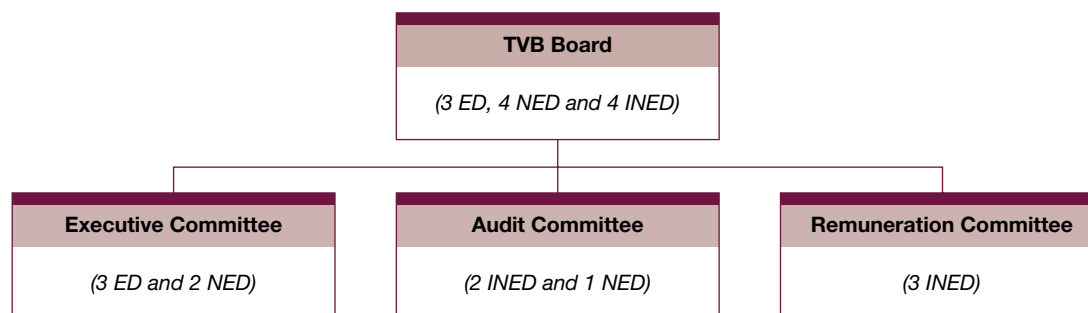 TVB Board
(3 ED, 4 NED and 4 INED)
Executive Committee
(3 ED and 2 NED)
Audit Committee
(2 INED and 1 NED)
Remuneration Committee
(3 INED)